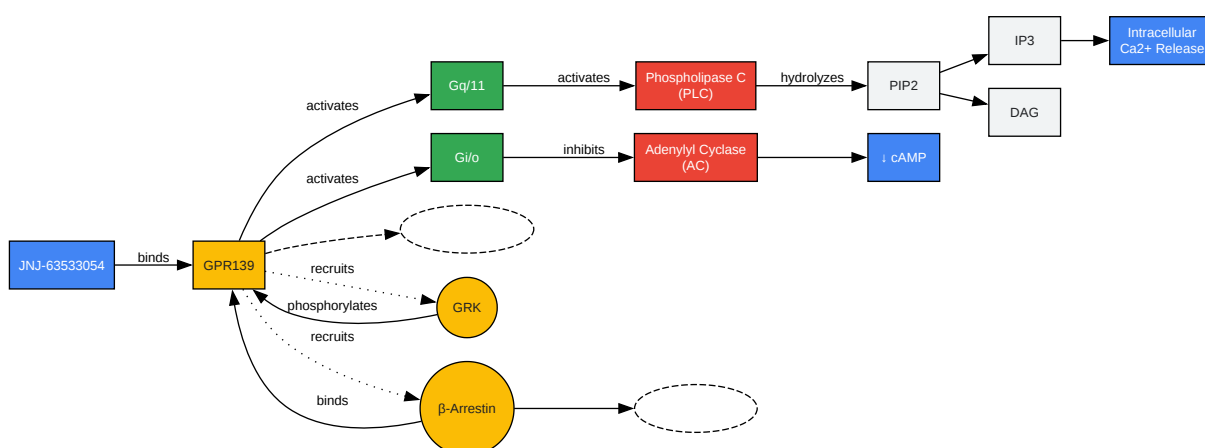 IP3
Intracellular
Ca2+ Release
activates
Gq/11
activates
Phospholipase C
(PLC)
hydrolyzes
PIP2
DAG
activates
Gi/o
inhibits
Adenylyl Cyclase
(AC)
↓ cAMP
JNJ-63533054
binds
GPR139
recruits
phosphorylates
GRK
recruits
binds
β-Arrestin